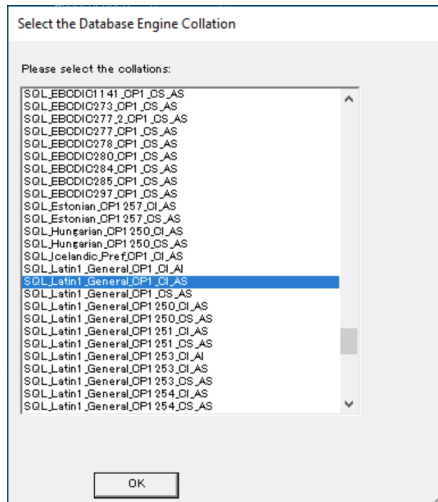 Select the Database Engine Collation
Please select the collations:
SQL_EBCDIC1141_CP1_CS_AS
SQL_EBCDIC273_CP1_CS_AS
SQL_EBCDIC277_2_CP1_CS_AS
SQL_EBCDIC277_CP1_CS_AS
SQL_EBCDIC278_CP1_CS_AS
SQL_EBCDIC280_CP1_CS_AS
SQL_EBCDIC284_CP1_CS_AS
SQL_EBCDIC285_CP1_CS_AS
SQL_EBCDIC297_CP1_CS_AS
SQL_Estonian_CP1257_CI_AS
SQL_Estonian_CP1257_CS_AS
SQL_Hungarian_CP1250_CI_AS
SQL_Hungarian_CP1250_CS_AS
SQL_Icelandic_Pref_CP1_CI_AS
SQL_Latin1_General_CP1_CI_AI
SQL_Latin1_General_CP1_CI_AS
SQL_Latin1_General_CP1_CS_AS
SQL_Latin1_General_CP1250_CI_AS
SQL_Latin1_General_CP1250_CS_AS
SQL_Latin1_General_CP1251_CI_AS
SQL_Latin1_General_CP1251_CS_AS
SQL_Latin1_General_CP1253_CI_AI
SQL_Latin1_General_CP1253_CI_AS
SQL_Latin1_General_CP1253_CS_AS
SQL_Latin1_General_CP1254_CI_AS
SQL_Latin1_General_CP1254_CS_AS
OK